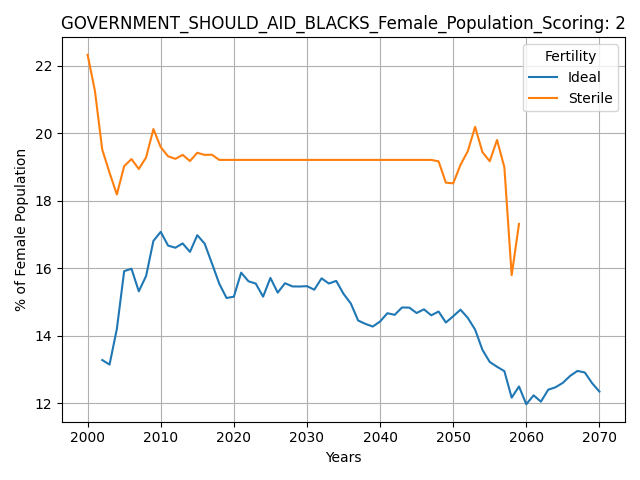 GOVERNMENT_SHOULD_AID_BLACKS_Female_Population_Scoring: 2
Fertility
Ideal
Sterile
% of Female Population
22
20
18
16
14
12
2000 2010 2020 2030 2040 2050 2060 2070
Years